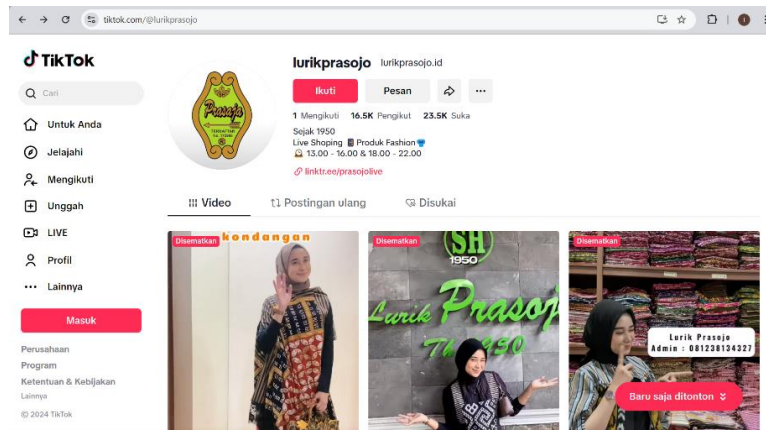 tiktok.com/@lurikprasojo
TikTok
Cari
Untuk Anda
Jelajahi
Mengikuti
Unggah
LIVE
Profil
Lainnya
Masuk
Perusahaan
Program
Ketentuan & Kebijakan
Lainnya
© 2024 TikTok
Prasaja
TERDAFTAR
lurikprasojo lurikprasojo.id
Ikuti Pesan
1 Mengikuti 16.5K Pengikut 23.5K Suka
Sejak 1950
Live Shoping Produk Fashion
13.00 - 16.00 & 18.00 - 22.00
linktr.ee/prasojolive
Video Postingan ulang Disukai
Disematkan kondangan
Disematkan
SH
1950
Lurik Prasoj
Th 1950
Disematkan
Lurik Prasojo
Admin : 081238134327
Baru saja ditonton